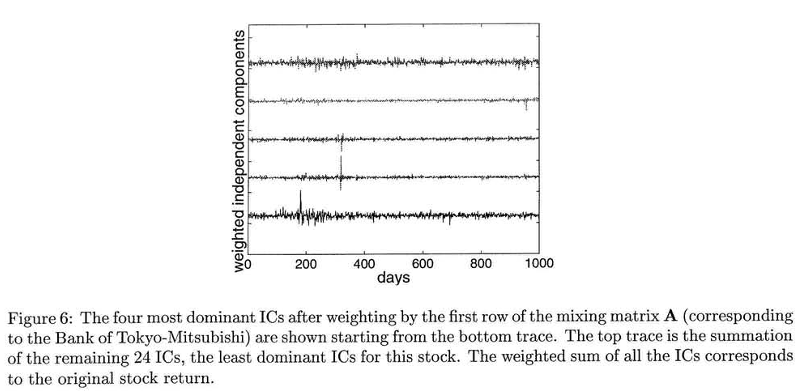 weighted independent components
0
200
400
600
800
1000
days
Figure 6: The four most dominant ICs after weighting by the first row of the mixing matrix A (corresponding
to the Bank of Tokyo-Mitsubishi) are shown starting from the bottom trace. The top trace is the summation
of the remaining 24 ICs, the least dominant ICs for this stock. The weighted sum of all the ICs corresponds
to the original stock return.